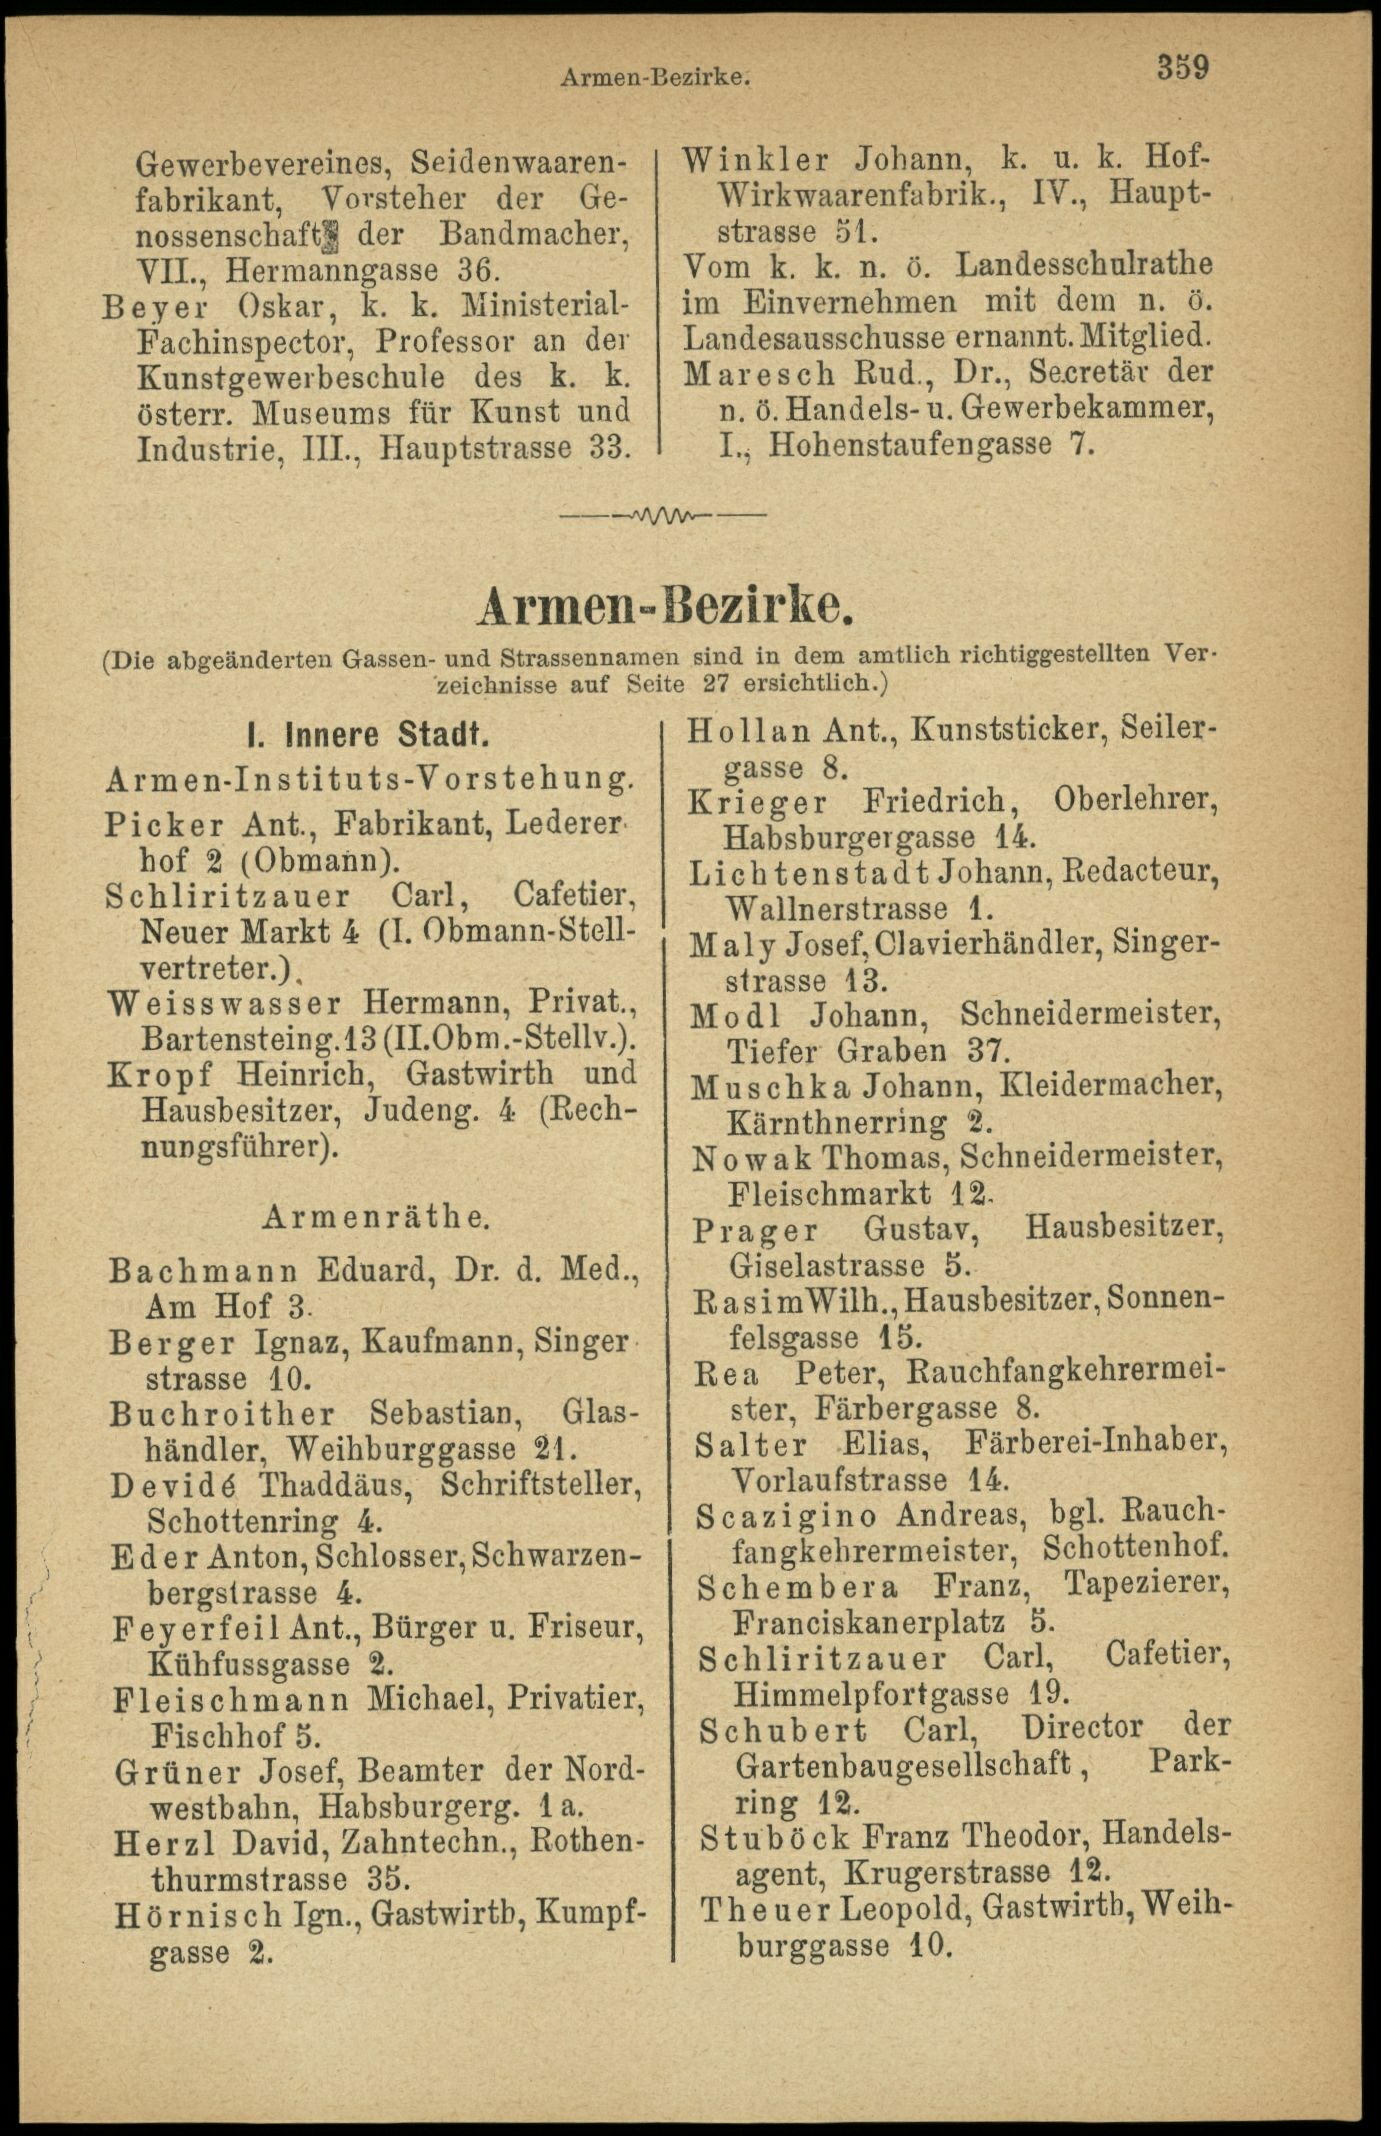 Armen-Bezirke.
359
Gewerbevereines, Seidenwaaren-
fabrikant, Vorsteher der Ge-
nossenschaft der Bandmacher,
VII., Hermanngasse 36.
Beyer Oskar, k. k. Ministerial-
Fachinspector, Professor an der
Kunstgewerbeschule des k. k.
österr. Museums für Kunst und
Industrie, III., Hauptstrasse 33.
Winkler Johann, k. u. k. Hof-
Wirkwaarenfabrik., IV., Haupt-
strasse 51.
Vom k. k. n. ö. Landesschulrathe
im Einvernehmen mit dem n. ö.
Landesausschusse ernannt. Mitglied.
Maresch Rud., Dr., Secretär der
n. ö. Handels- u. Gewerbekammer,
I., Hohenstaufengasse 7.
Armen-Bezirke.
(Die abgeänderten Gassen- und Strassennamen sind in dem amtlich richtiggestellten Ver-
zeichnisse auf Seite 27 ersichtlich.)
I. Innere Stadt.
Armen-Instituts-Vorstehung.
Picker Ant., Fabrikant, Lederer-
hof 2 (Obmann).
Schliritzauer Carl, Cafetier,
Neuer Markt 4 (I. Obmann-Stell-
vertreter.).
Weisswasser Hermann, Privat.,
Bartensteing. 13 (II. Obm.-Stellv.).
Kropf Heinrich, Gastwirth und
Hausbesitzer, Judeng. 4 (Rech-
nungsführer).
Armenräthe.
Bachmann Eduard, Dr. d. Med.,
Am Hof 3.
Berger Ignaz, Kaufmann, Singer-
strasse 10.
Buchroither Sebastian, Glas-
händler, Weihburggasse 21.
Devidé Thaddäus, Schriftsteller,
Schottenring 4.
Eder Anton, Schlosser, Schwarzen-
bergstrasse 4.
Feyerfeil Ant., Bürger u. Friseur,
Kühfussgasse 2.
Fleischmann Michael, Privatier,
Fischhof 5.
Grüner Josef, Beamter der Nord-
westbahn, Habsburgerg. 1a.
Herzl David, Zahntechn., Rothen-
thurmstrasse 35.
Hörnisch Ign., Gastwirth, Kumpf-
gasse 2.
Hollan Ant., Kunststicker, Seiler-
gasse 8.
Krieger Friedrich, Oberlehrer,
Habsburgergasse 14.
Lichtenstadt Johann, Redacteur,
Wallnerstrasse 1.
Maly Josef, Clavierhändler, Singer-
strasse 13.
Modl Johann, Schneidermeister,
Tiefer Graben 37.
Muschka Johann, Kleidermacher,
Kärnthnerring 2.
Nowak Thomas, Schneidermeister,
Fleischmarkt 12.
Prager Gustav, Hausbesitzer,
Giselastrasse 5.
Rasim Wilh., Hausbesitzer, Sonnen-
felsgasse 15.
Rea Peter, Rauchfangkehrermei-
ster, Färbergasse 8.
Salter Elias, Färberei-Inhaber,
Vorlaufstrasse 14.
Scazigino Andreas, bgl. Rauch-
fangkehrermeister, Schottenhof.
Schembera Franz, Tapezierer,
Franciskanerplatz 5.
Schliritzauer Carl, Cafetier,
Himmelpfortgasse 19.
Schubert Carl, Director der
Gartenbaugesellschaft, Park-
ring 12.
Stuböck Franz Theodor, Handels-
agent, Krugerstrasse 12.
Theuer Leopold, Gastwirth, Weih-
burggasse 10.